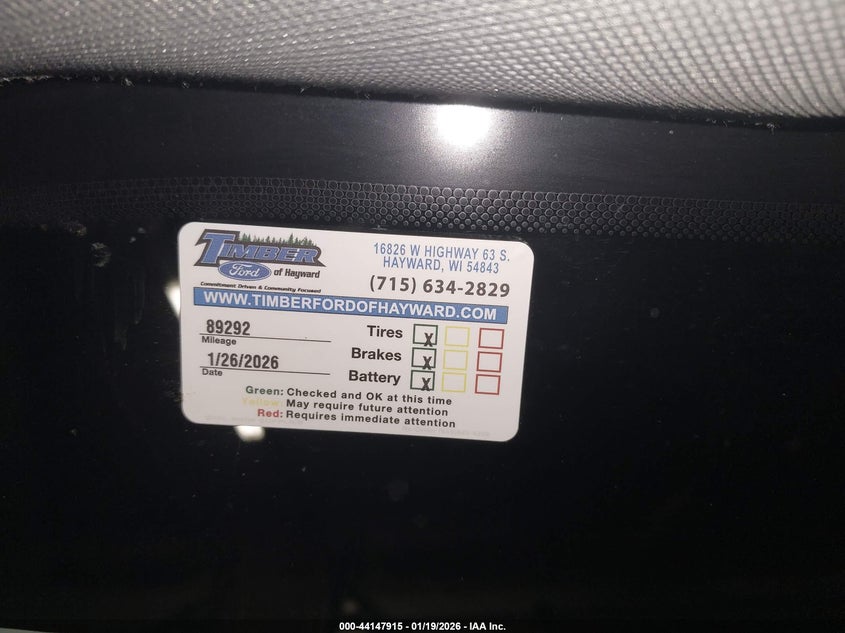 TIMBER
Ford of Hayward
Commitment Driven & Community Focused
16826 W HIGHWAY 63 S.
HAYWARD, WI 54843
(715) 634-2829
WWW.TIMBERFORDOFHAYWARD.COM
89292
Mileage
1/26/2026
Date
Tires X
Brakes X
Battery X
Green: Checked and OK at this time
Yellow: May require future attention
Red: Requires immediate attention
000-44147915 - 01/19/2026 - IAA Inc.